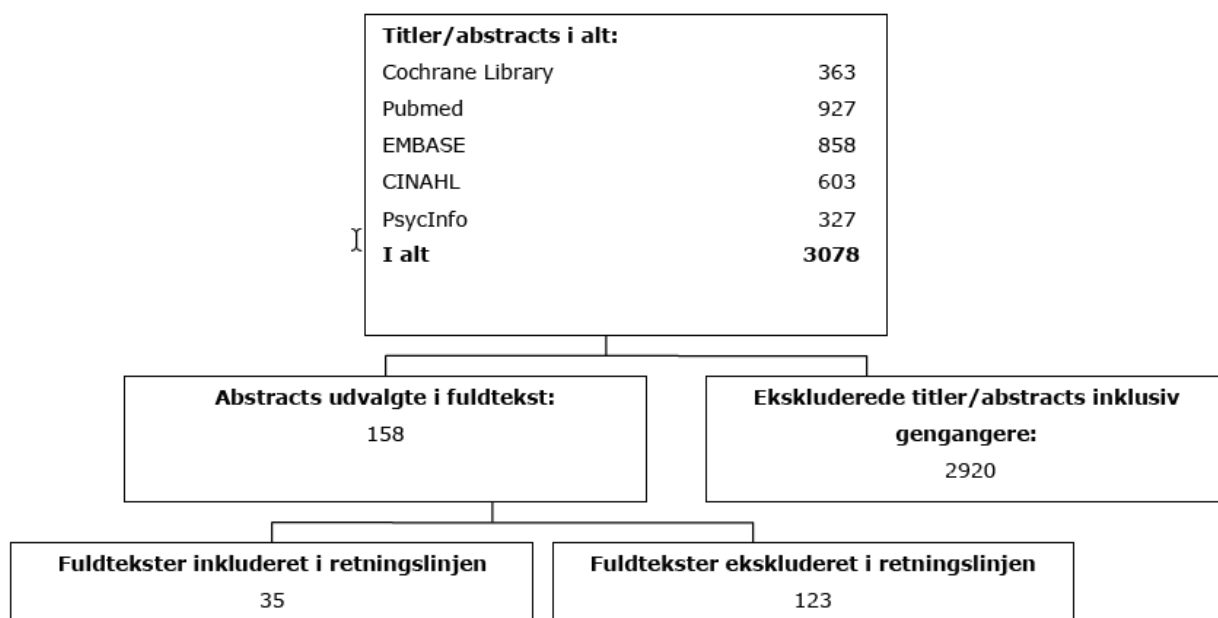 Titler/abstracts i alt:
Cochrane Library 363
Pubmed 927
EMBASE 858
CINAHL 603
PsycInfo 327
I alt 3078
Abstracts udvalgte i fuldtekst:
158
Ekskluderede titler/abstracts inklusiv
gengangere:
2920
Fuldtekster inkluderet i retningslinjen
35
Fuldtekster ekskluderet i retningslinjen
123